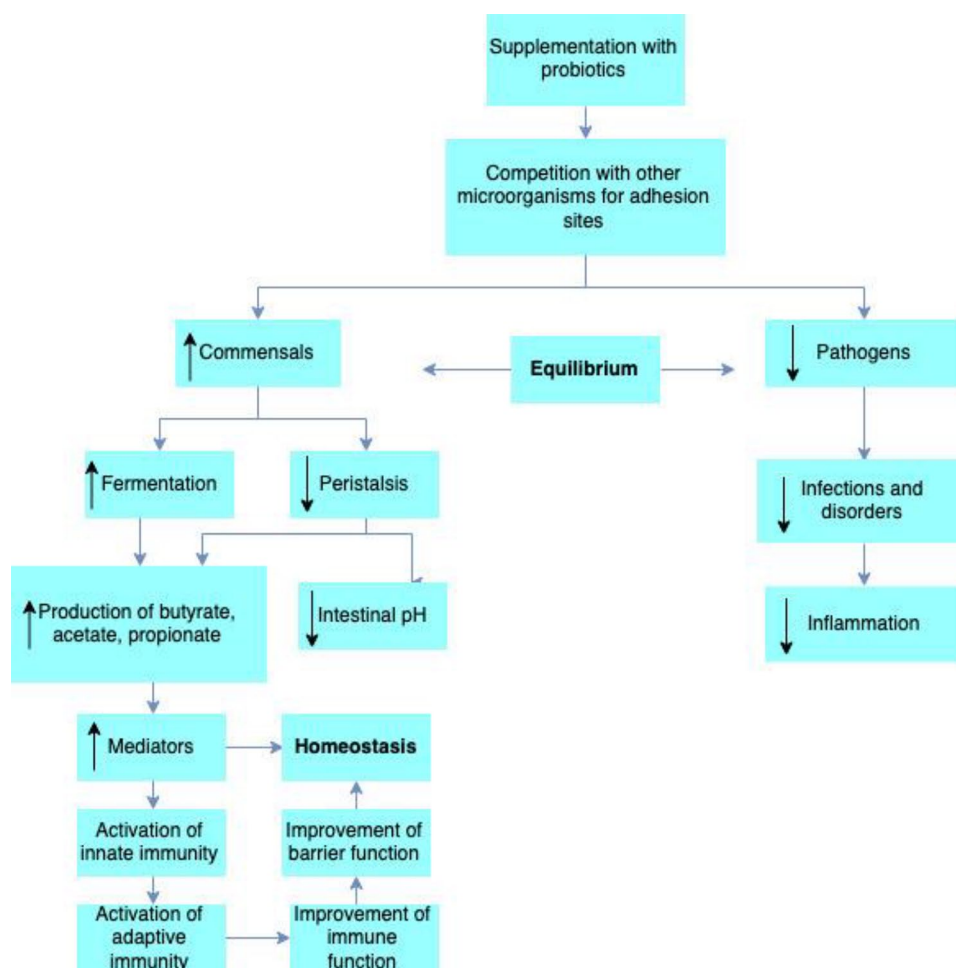 Supplementation with
probiotics
Competition with other
microorganisms for adhesion
sites
Commensals
Equilibrium
Pathogens
Fermentation
Peristalsis
Infections and
disorders
Production of butyrate,
acetate, propionate
Intestinal pH
Inflammation
Mediators
Homeostasis
Activation of
innate immunity
Improvement of
barrier function
Activation of
adaptive
immunity
Improvement of
immune
function